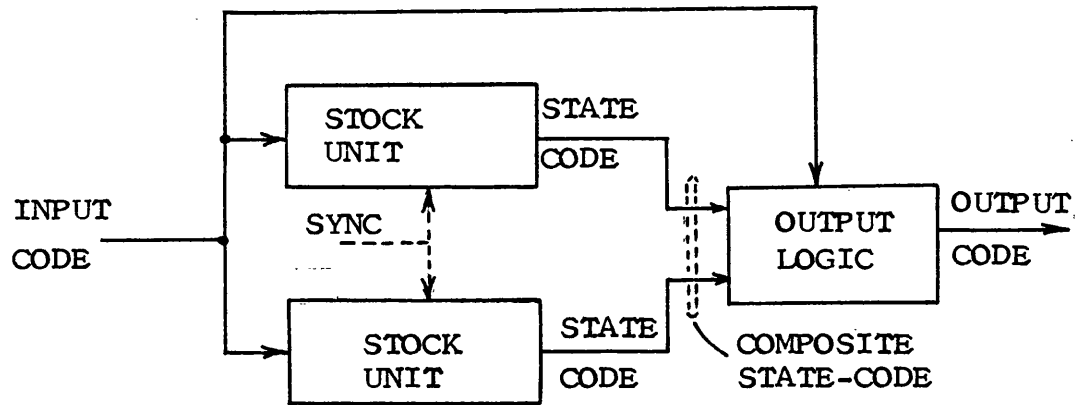 STOCK
UNIT
STATE
CODE
INPUT
CODE
SYNC
OUTPUT
LOGIC
OUTPUT
CODE
STOCK
UNIT
STATE
CODE
COMPOSITE
STATE-CODE